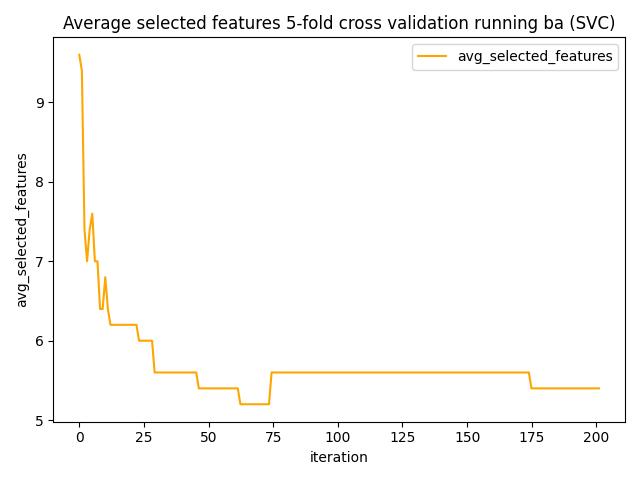 Average selected features 5-fold cross validation running ba (SVC)
avg_selected_features
avg_selected_features
9
8
7
6
5
0 25 50 75 100 125 150 175 200
iteration